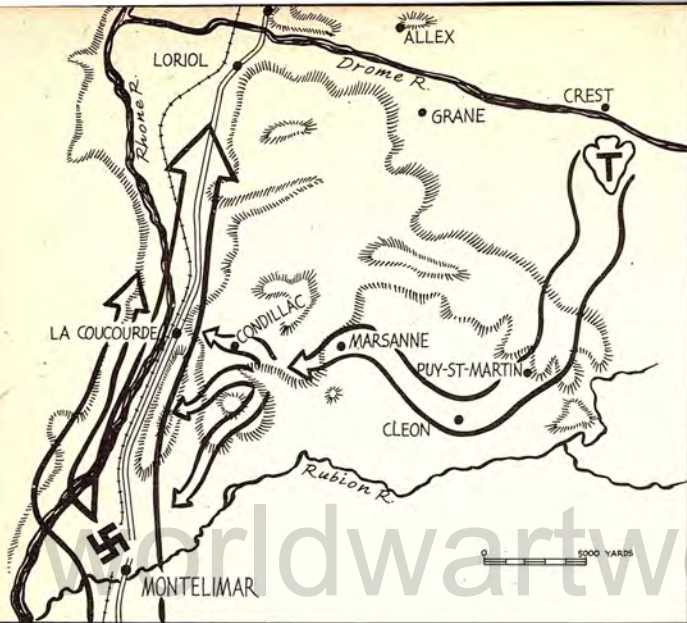 ALLEX
LORIOL
Drome R.
CREST
GRANE
Rhone R.
T
LA COUCOURDE
CONDILLAC
MARSANNE
PUY-ST-MARTIN
CLEON
Rubion R.
0 5000 YARDS
worldwartw
MONTELIMAR